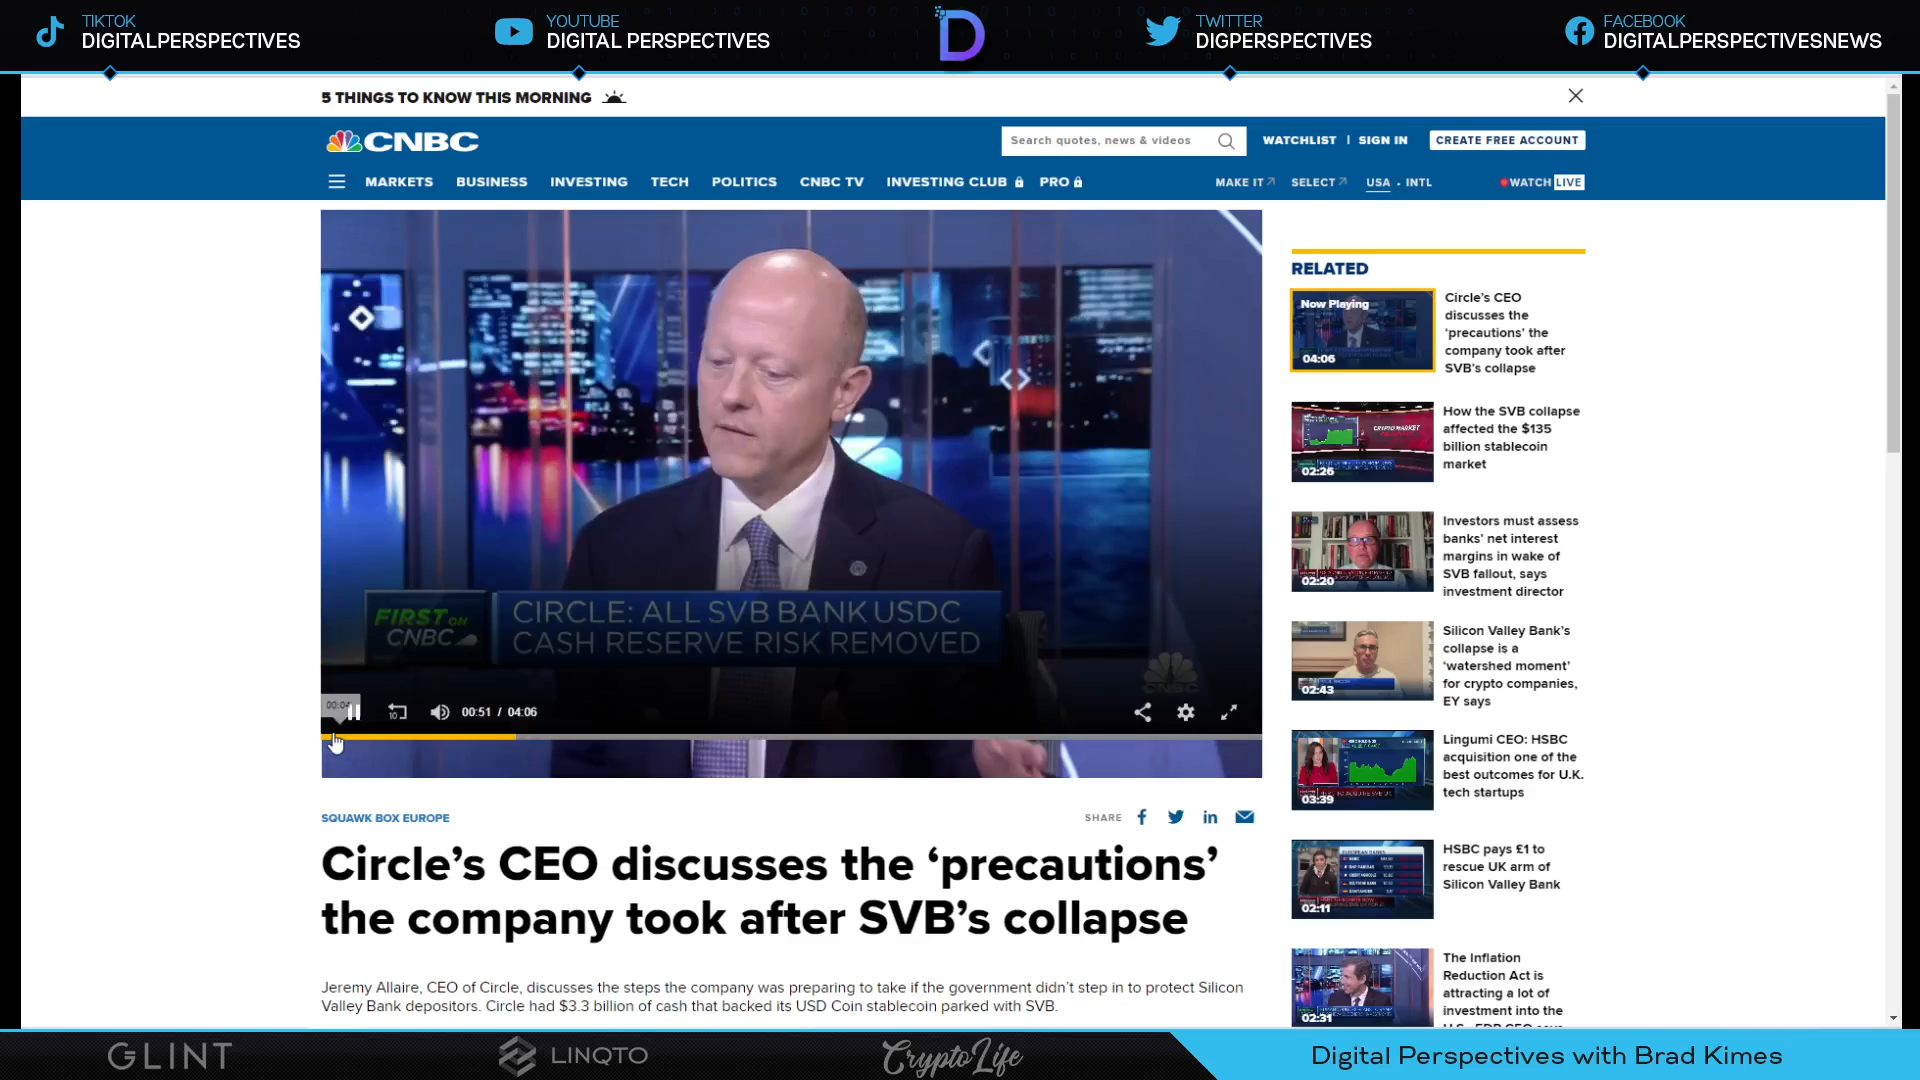 TIKTOK
DIGITALPERSPECTIVES
YOUTUBE
DIGITAL PERSPECTIVES
D
TWITTER
DIGPERSPECTIVES
FACEBOOK
DIGITALPERSPECTIVESNEWS
5 THINGS TO KNOW THIS MORNING
CNBC
Search quotes, news & videos
WATCHLIST | SIGN IN
CREATE FREE ACCOUNT
MARKETS BUSINESS INVESTING TECH POLITICS CNBC TV INVESTING CLUB PRO
MAKE IT SELECT USA • INTL
WATCH LIVE
FIRST ON
CNBC
CIRCLE: ALL SVB BANK USDC
CASH RESERVE RISK REMOVED
CNBC
00:04
10
00:51 / 04:06
SQUAWK BOX EUROPE
SHARE
Circle’s CEO discusses the ‘precautions’
the company took after SVB’s collapse
Jeremy Allaire, CEO of Circle, discusses the steps the company was preparing to take if the government didn’t step in to protect Silicon
Valley Bank depositors. Circle had $3.3 billion of cash that backed its USD Coin stablecoin parked with SVB.
RELATED
Now Playing
04:06
Circle’s CEO
discusses the
‘precautions’ the
company took after
SVB’s collapse
CRYPTO MARKET
02:26
How the SVB collapse
affected the $135
billion stablecoin
market
02:20
Investors must assess
banks’ net interest
margins in wake of
SVB fallout, says
investment director
02:43
Silicon Valley Bank’s
collapse is a
‘watershed moment’
for crypto companies,
EY says
03:39
Lingumi CEO: HSBC
acquisition one of the
best outcomes for U.K.
tech startups
02:11
HSBC pays £1 to
rescue UK arm of
Silicon Valley Bank
02:31
The Inflation
Reduction Act is
attracting a lot of
investment into the
U.S., EDP CEO says
GLINT
LINQTO
CryptoLife
Digital Perspectives with Brad Kimes